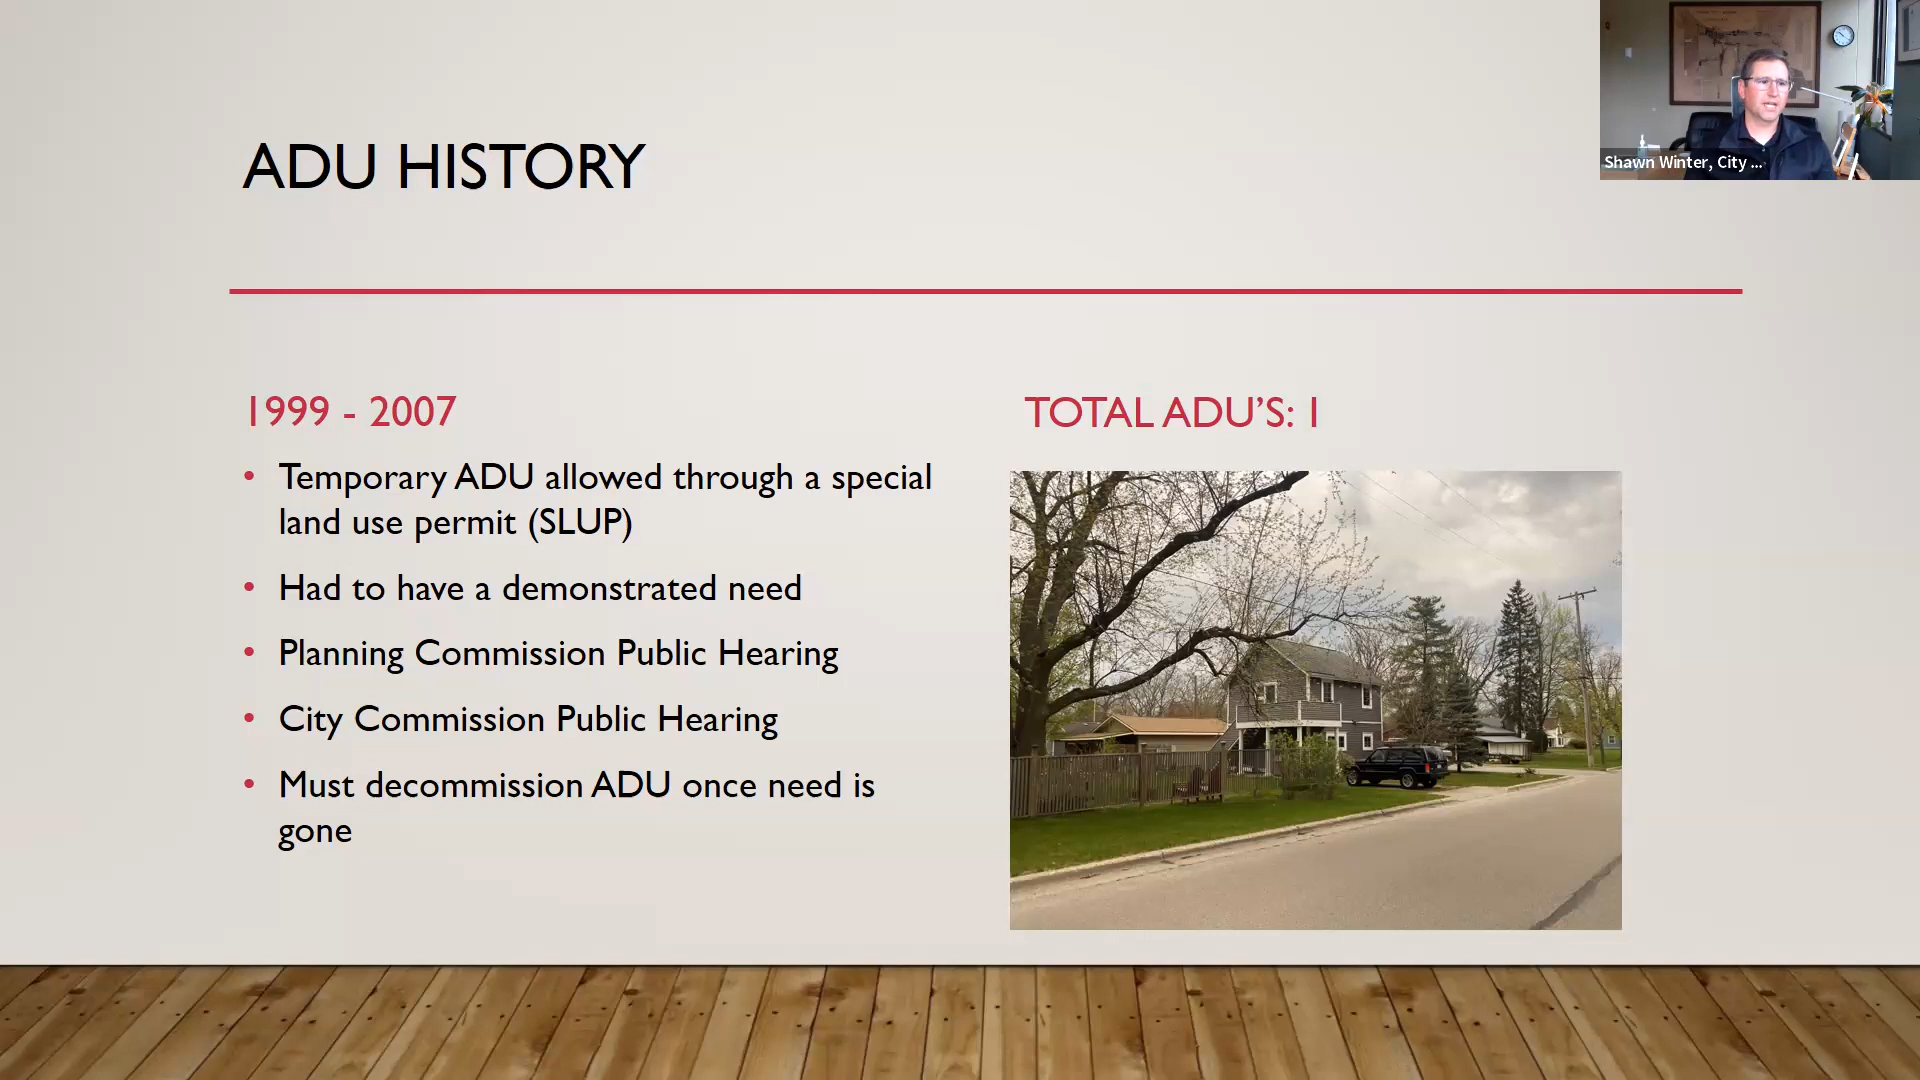 Shawn Winter, City ...
ADU HISTORY
1999 - 2007
• Temporary ADU allowed through a special
land use permit (SLUP)
• Had to have a demonstrated need
• Planning Commission Public Hearing
• City Commission Public Hearing
• Must decommission ADU once need is
gone
TOTAL ADU’S: 1